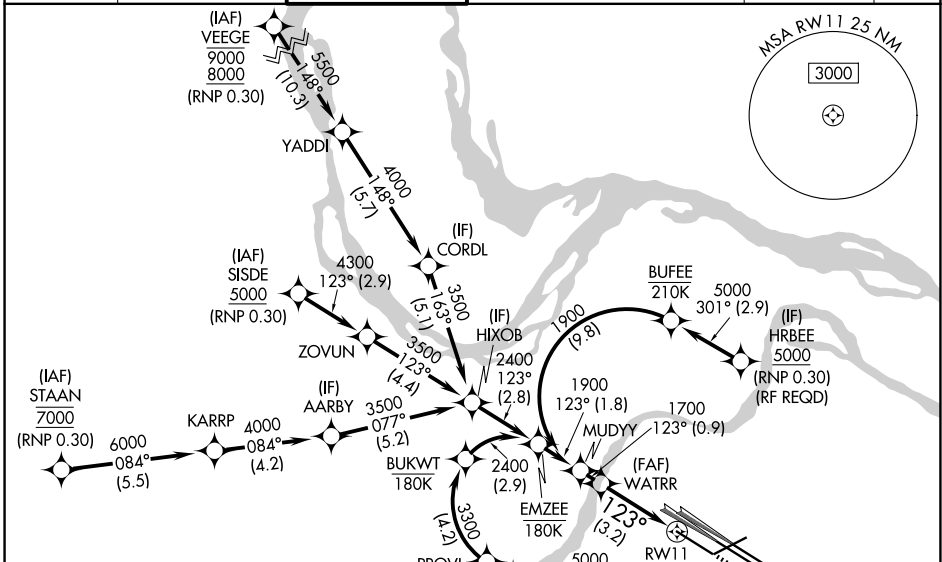 (IAF)
VEEGE
9000
8000
(RNP 0.30)
5500
148°
(10.3)
MSA RW11 25 NM
3000
YADDI
4000
148°
(5.7)
(IF)
CORDL
(IAF)
SISDE
5000
(RNP 0.30)
4300
123° (2.9)
3500
163°
(5.1)
BUFEE
210K
5000
301° (2.9)
(IF)
HRBEE
5000
(RNP 0.30)
(RF REQD)
1900
(9.8)
(IF)
HIXOB
ZOVUN
3500
123°
(4.4)
2400
123°
(2.8)
(IAF)
STAAN
7000
(RNP 0.30)
6000
084°
(5.5)
KARRP
4000
084°
(4.2)
(IF)
AARBY
3500
077°
(5.2)
1900
123° (1.8)
MUDYY
1700
123° (0.9)
(FAF)
WATRR
BUKWT
180K
2400
(2.9)
EMZEE
180K
123°
(3.2)
RW11
3300
(4.2)
5000